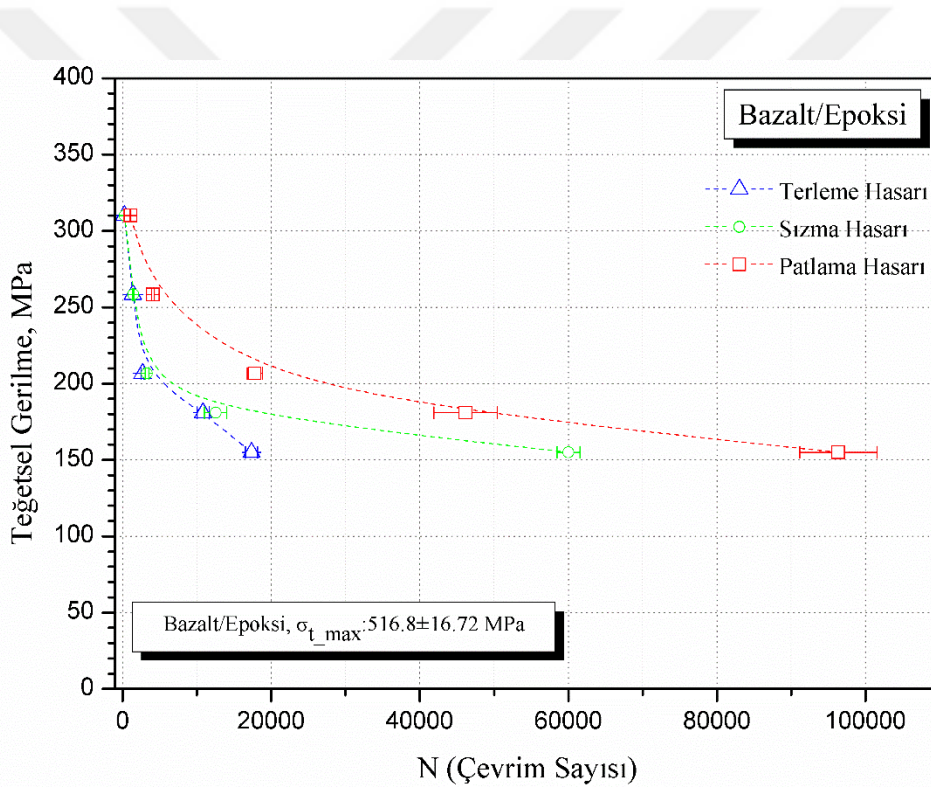 400
350
300
250
200
150
100
50
0
Teğetsel Gerilme, MPa
Bazalt/Epoksi
Terleme Hasarı
Sızma Hasarı
Patlama Hasarı
Bazalt/Epoksi, σt_max:516.8±16.72 MPa
0 20000 40000 60000 80000 100000
N (Çevrim Sayısı)